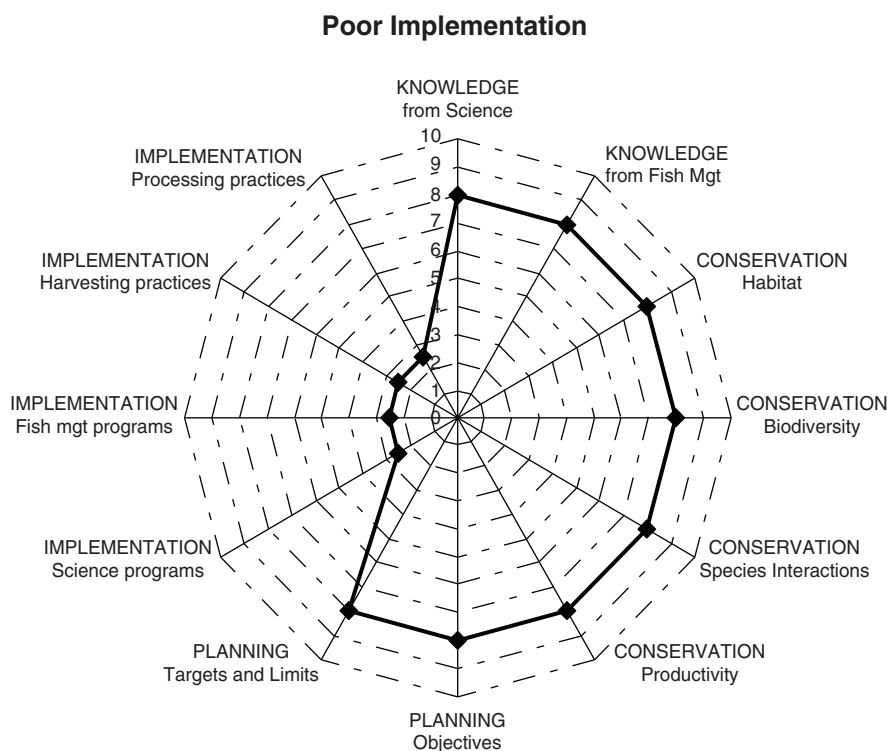 Poor Implementation
KNOWLEDGE
from Science
KNOWLEDGE
from Fish Mgt
CONSERVATION
Habitat
CONSERVATION
Biodiversity
CONSERVATION
Species Interactions
CONSERVATION
Productivity
PLANNING
Objectives
PLANNING
Targets and Limits
IMPLEMENTATION
Science programs
IMPLEMENTATION
Fish mgt programs
IMPLEMENTATION
Harvesting practices
IMPLEMENTATION
Processing practices
10
9
8
7
6
5
4
3
2
1
0